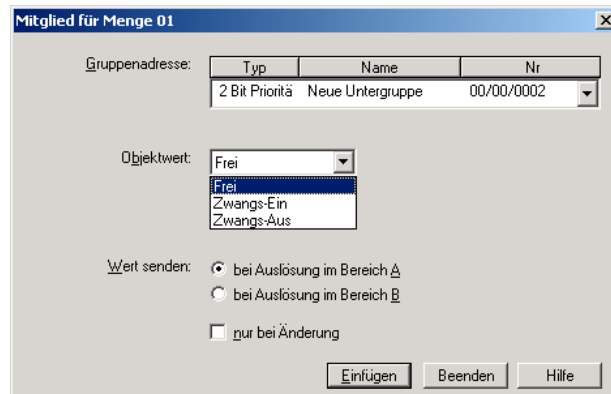 Mitglied für Menge 01
Gruppenadresse:
Typ Name Nr
2 Bit Prioritä Neue Untergruppe 00/00/0002
Objektwert: Frei
Frei
Zwangs-Ein
Zwangs-Aus
Wert senden: bei Auslösung im Bereich A
bei Auslösung im Bereich B
nur bei Änderung
Einfügen Beenden Hilfe